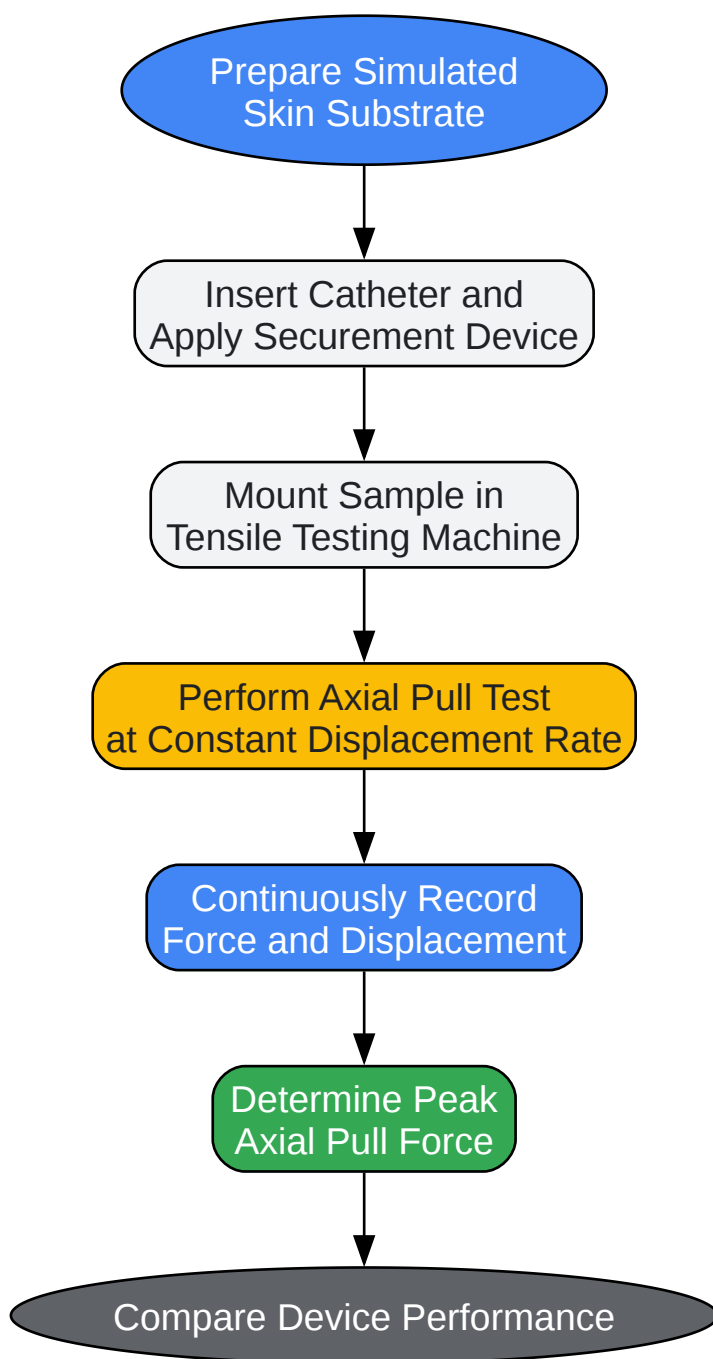 Prepare Simulated
Skin Substrate
Insert Catheter and
Apply Securement Device
Mount Sample in
Tensile Testing Machine
Perform Axial Pull Test
at Constant Displacement Rate
Continuously Record
Force and Displacement
Determine Peak
Axial Pull Force
Compare Device Performance